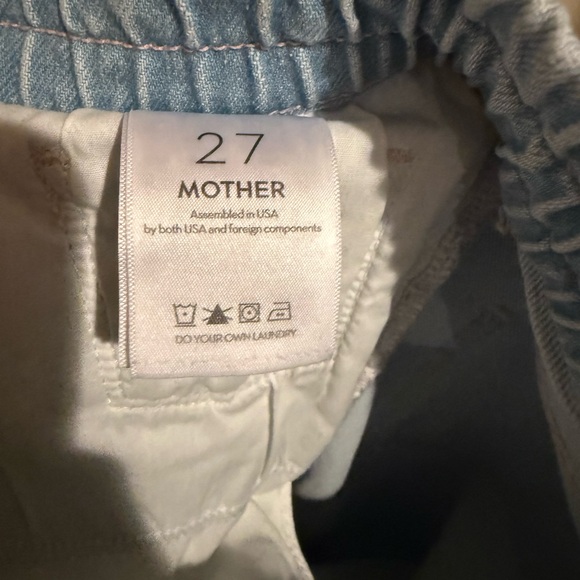 27
MOTHER
Assembled in USA
by both USA and foreign components
DO YOUR OWN LAUNDRY